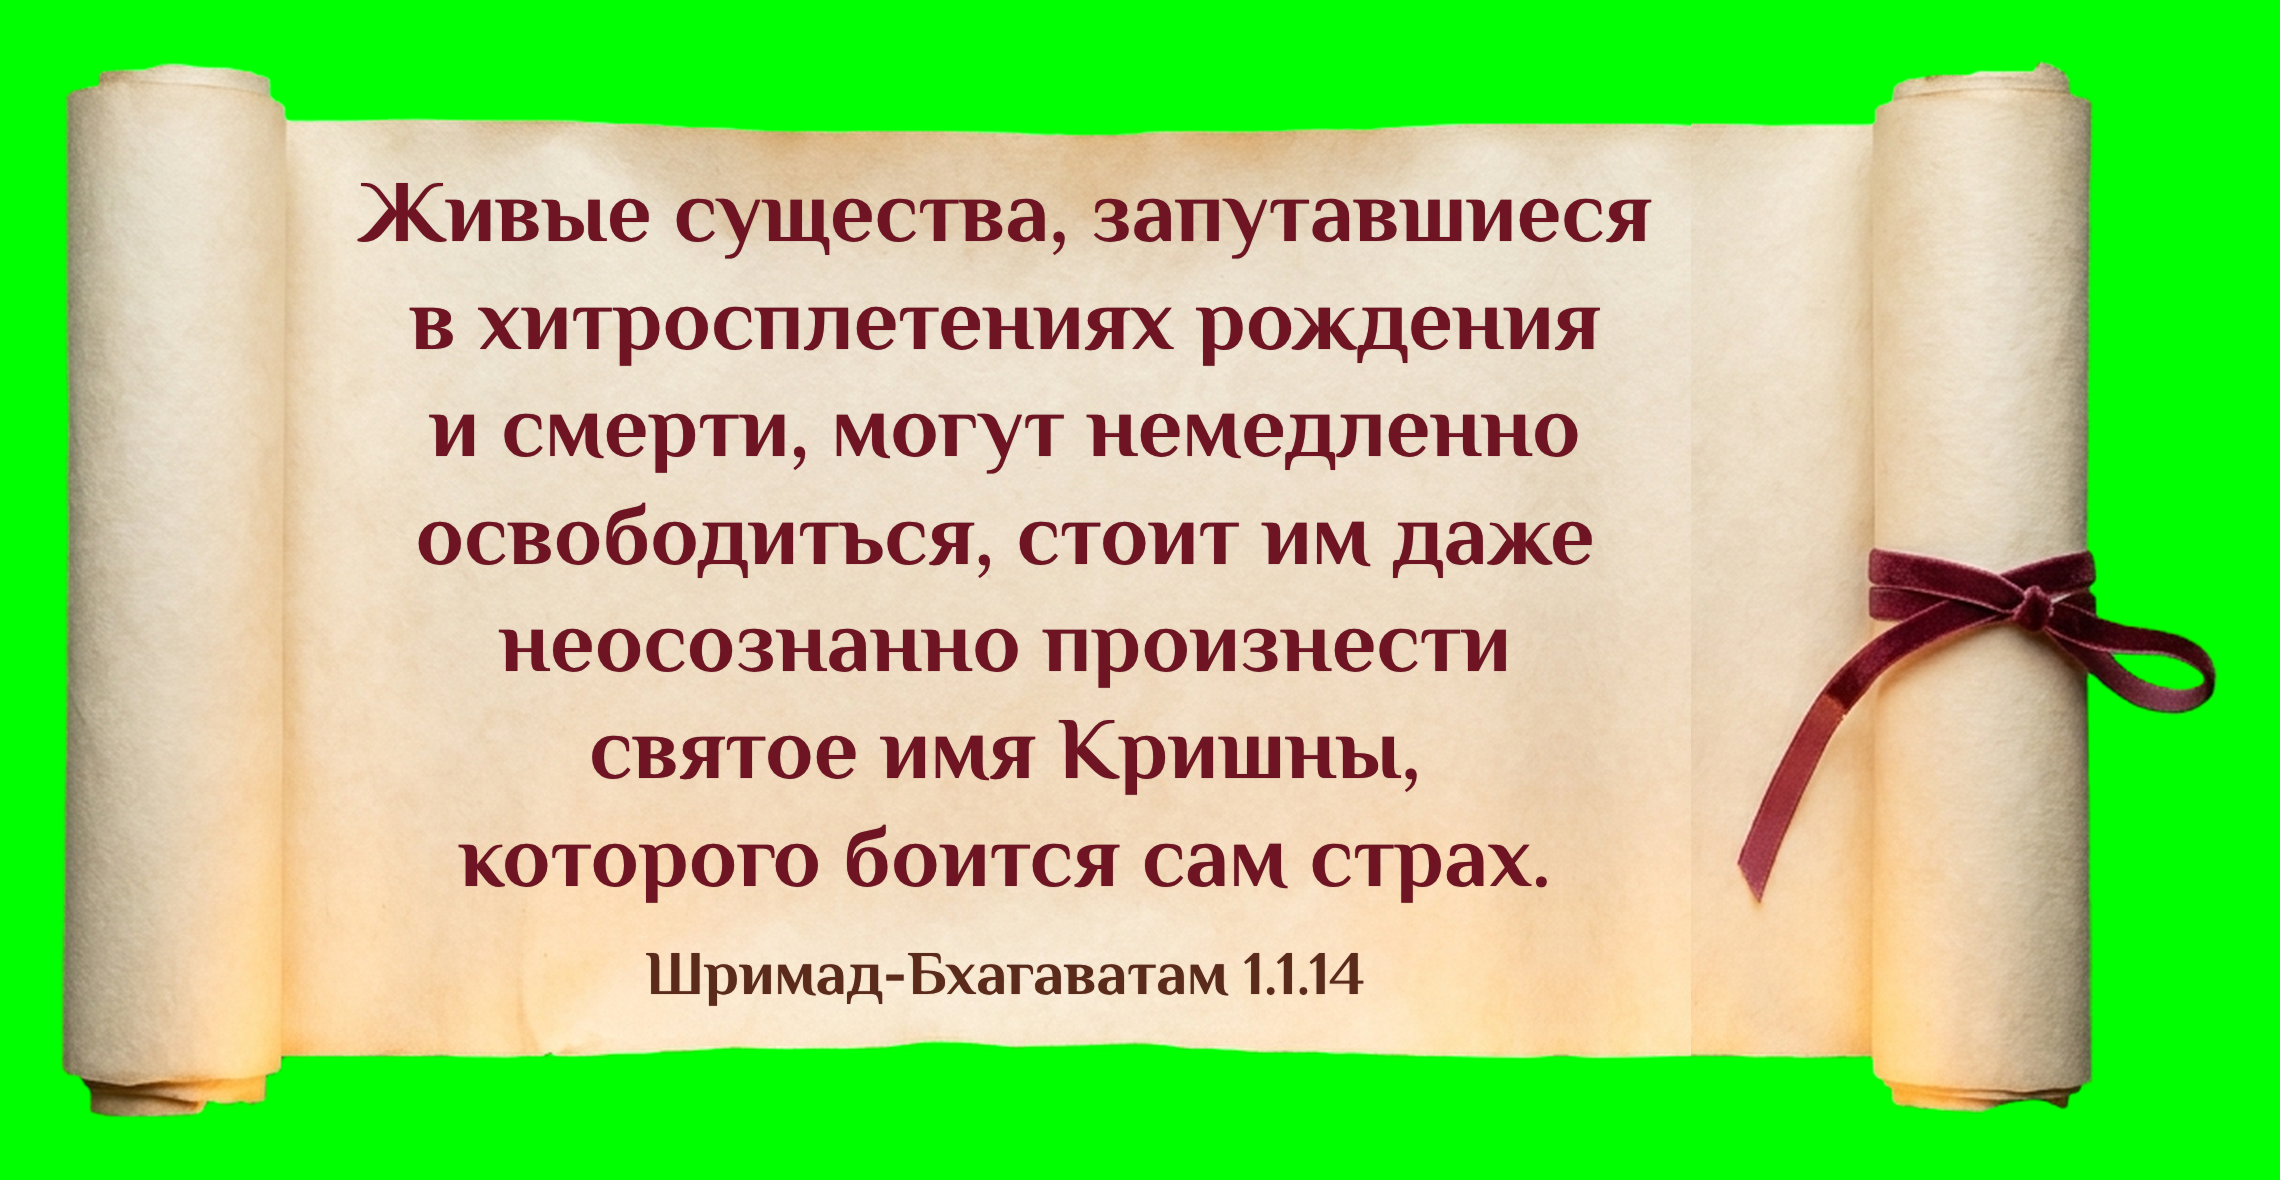 Живые существа, запутавшиеся
в хитросплетениях рождения
и смерти, могут немедленно
освободиться, стоит им даже
неосознанно произнести
святое имя Кришны,
которого боится сам страх.
Шримад-Бхагаватам 1.1.14